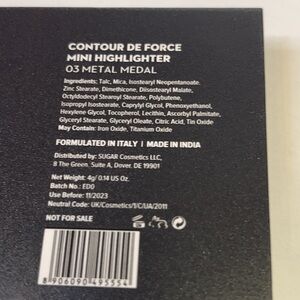 CONTOUR DE FORCE
MINI HIGHLIGHTER
03 METAL MEDAL
Ingredients: Talc, Mica, Isostearyl Neopentanoate,
Zinc Stearate, Dimethicone, Diisostearyl Malate,
Octyldodecyl Stearoyl Stearate, Polybutene,
Isopropyl Isostearate, Caprylyl Glycol, Phenoxyethanol,
Hexylene Glycol, Tocopherol, Lecithin, Ascorbyl Palmitate,
Glyceryl Stearate, Glyceryl Oleate, Citric Acid, Tin Oxide
May Contain: Iron Oxide, Titanium Oxide
FORMULATED IN ITALY | MADE IN INDIA
Distributed by: SUGAR Cosmetics LLC,
8 The Green, Suite A, Dover, DE 19901
Net Weight: 4g/ 0.14 US Oz.
Batch No.: ED0
Use Before: 11/2023
Neutral Code: UK/Cosmetics/1/C/UA/2011
NOT FOR SALE
8906090495554